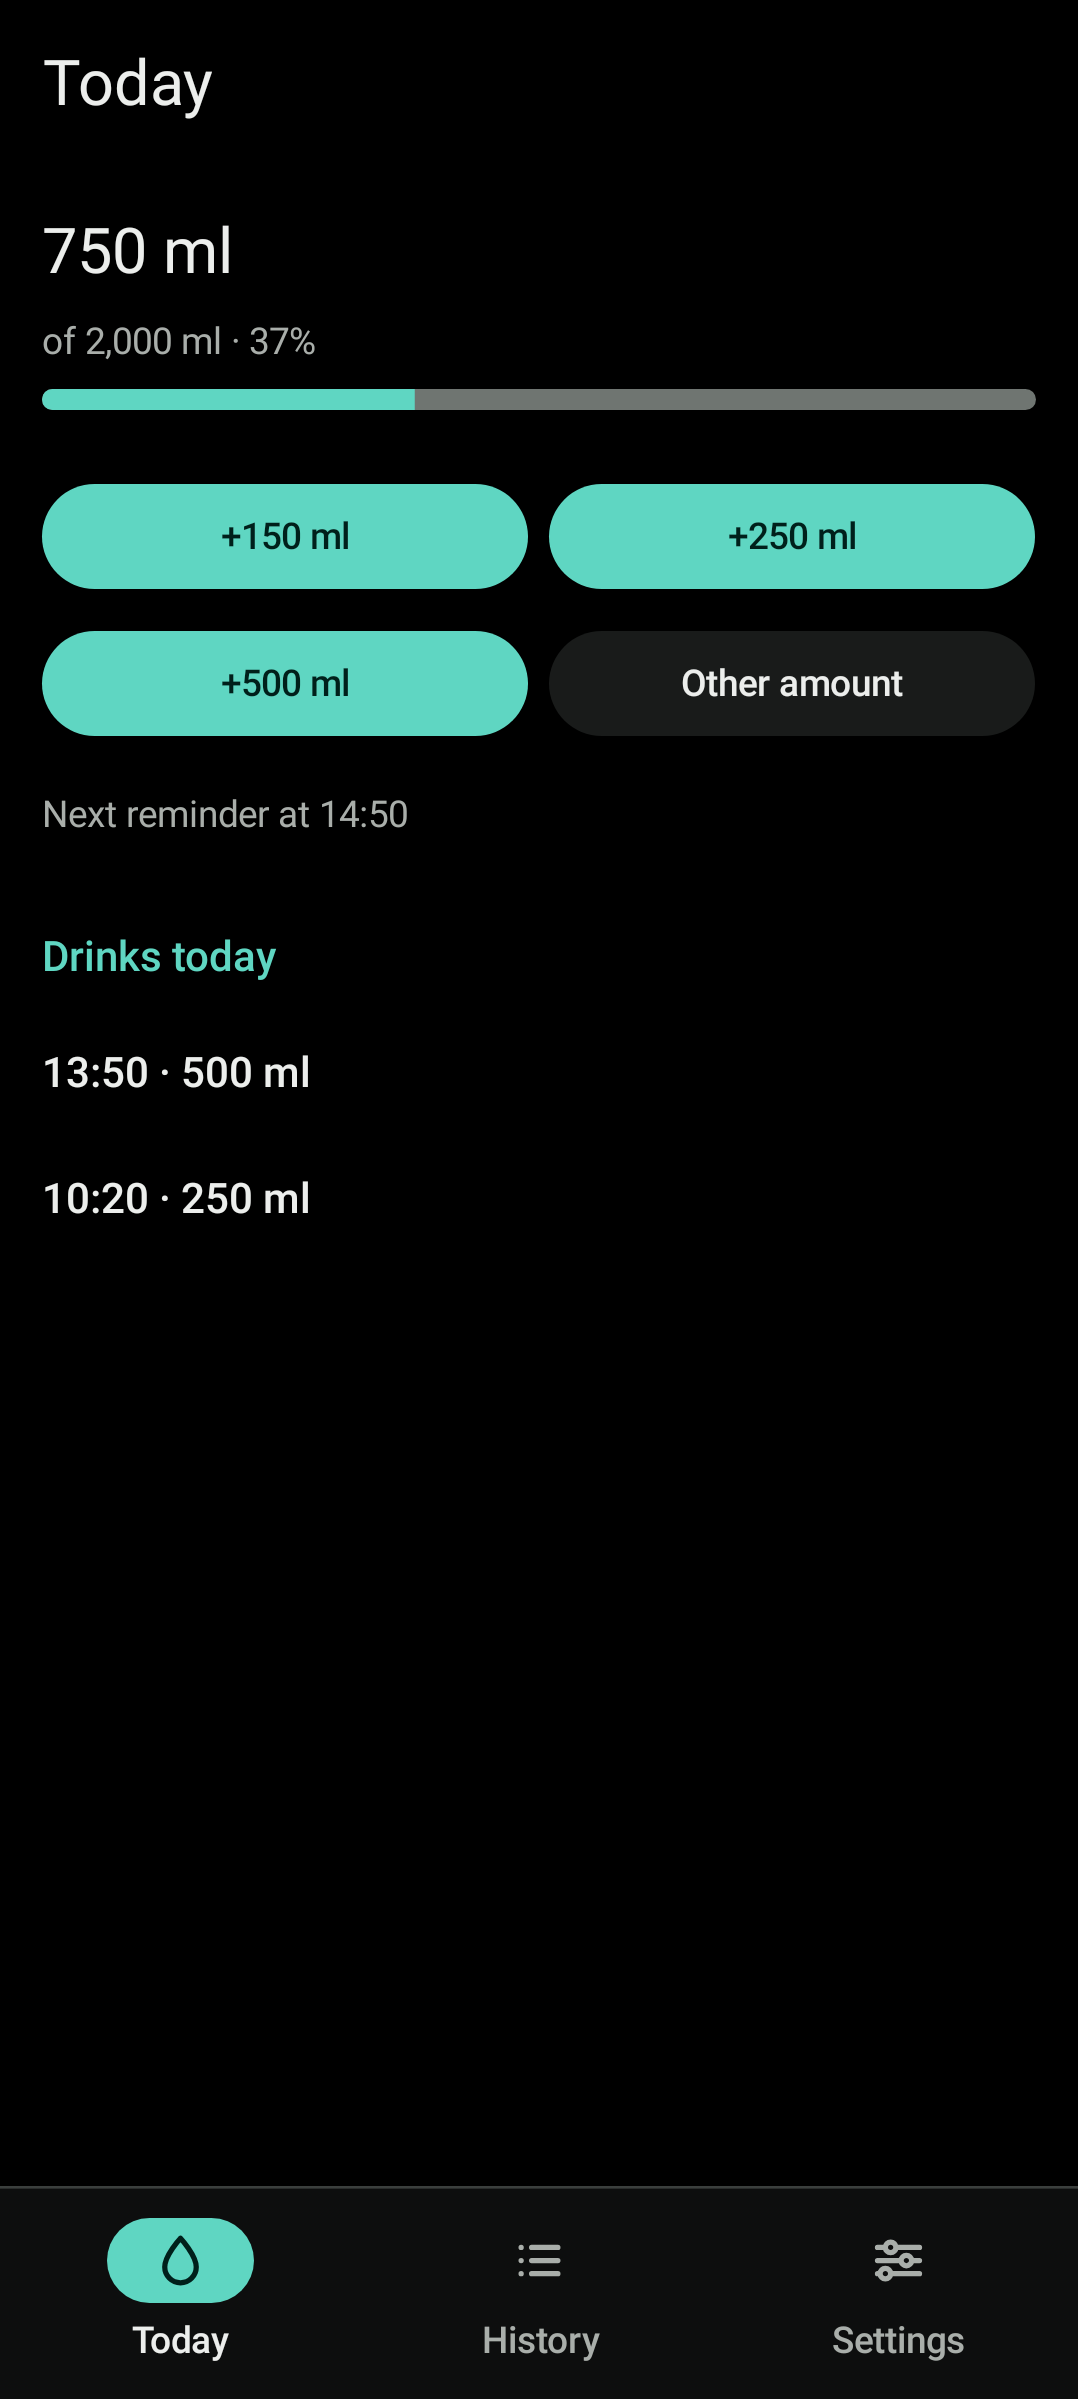 Today
750 ml
of 2,000 ml · 37%
+150 ml
+250 ml
+500 ml
Other amount
Next reminder at 14:50
Drinks today
13:50 · 500 ml
10:20 · 250 ml
Today
History
Settings